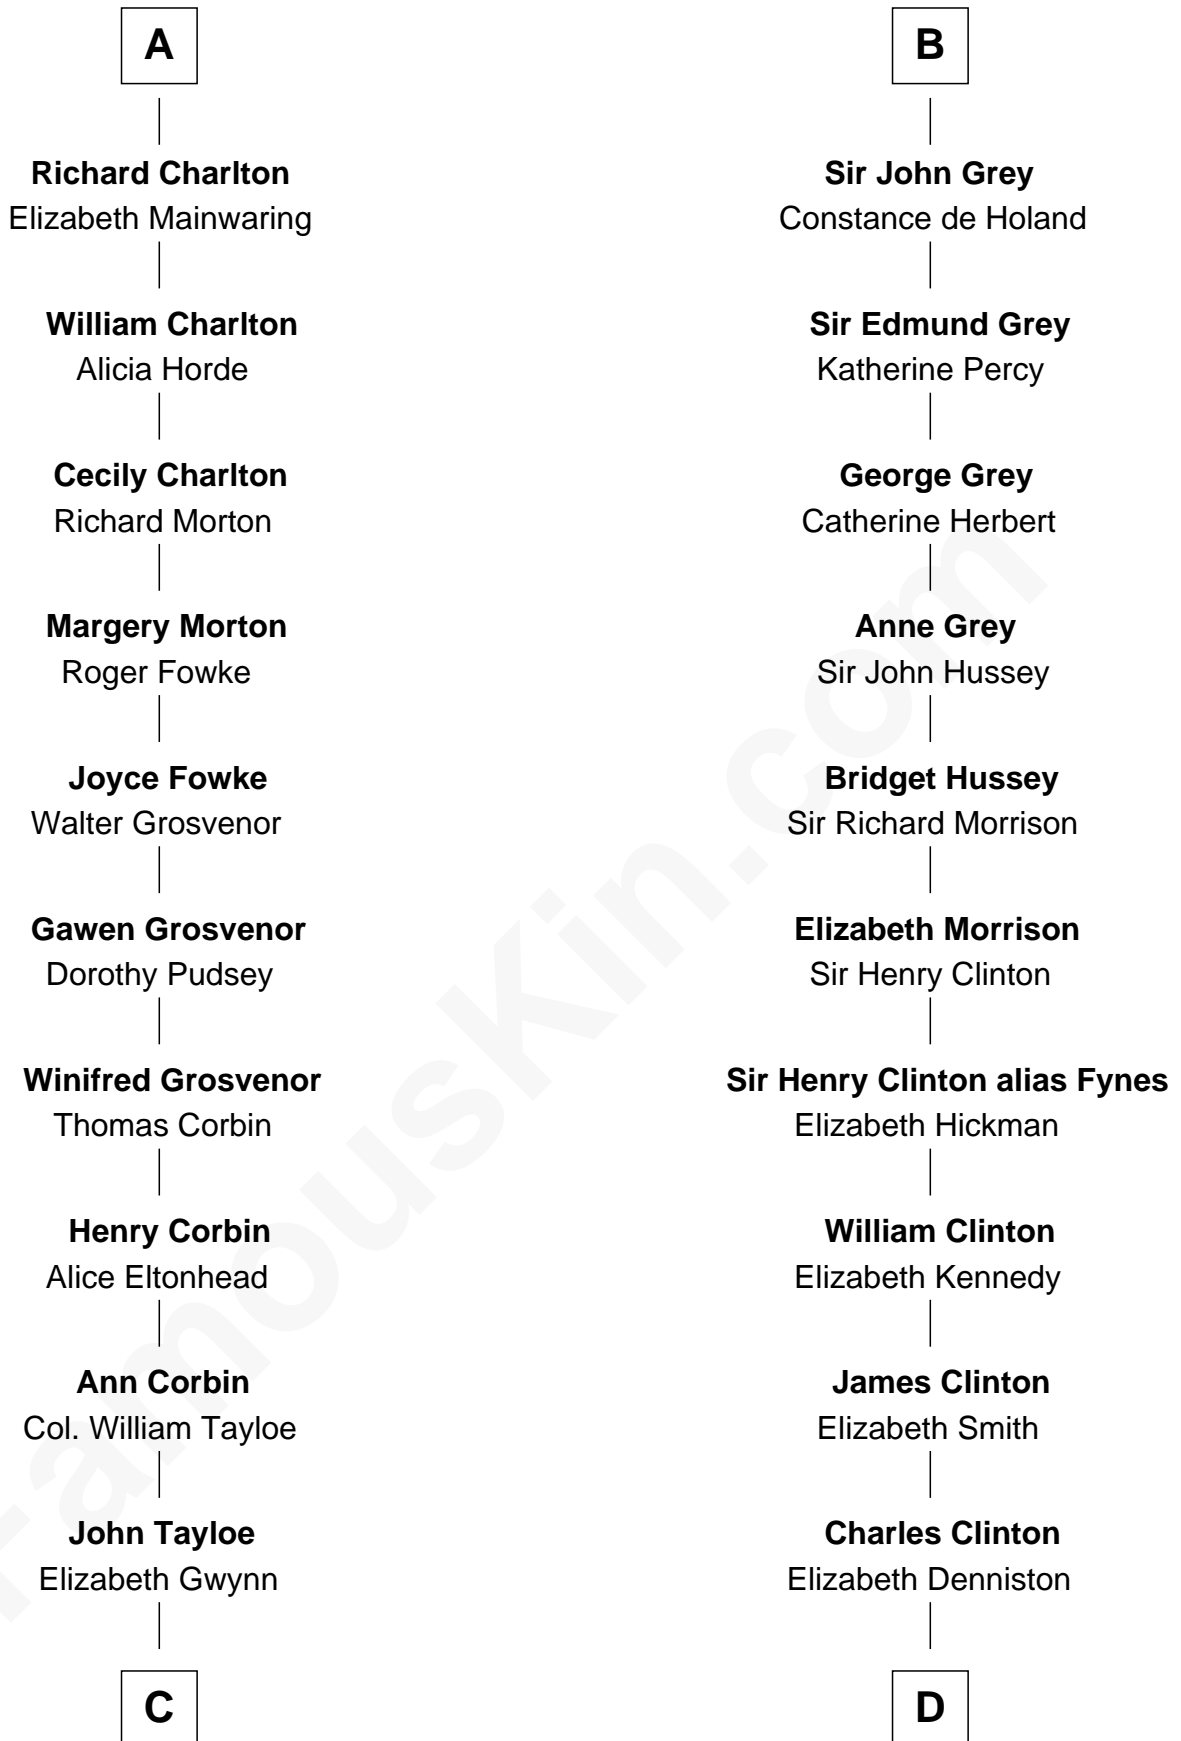 A
Richard Charlton
Elizabeth Mainwaring
William Charlton
Alicia Horde
Cecily Charlton
Richard Morton
Margery Morton
Roger Fowke
Joyce Fowke
Walter Grosvenor
Gawen Grosvenor
Dorothy Pudsey
Winifred Grosvenor
Thomas Corbin
Henry Corbin
Alice Eltonhead
Ann Corbin
Col. William Tayloe
John Tayloe
Elizabeth Gwynn
C
B
Sir John Grey
Constance de Holand
Sir Edmund Grey
Katherine Percy
George Grey
Catherine Herbert
Anne Grey
Sir John Hussey
Bridget Hussey
Sir Richard Morrison
Elizabeth Morrison
Sir Henry Clinton
Sir Henry Clinton alias Fynes
Elizabeth Hickman
William Clinton
Elizabeth Kennedy
James Clinton
Elizabeth Smith
Charles Clinton
Elizabeth Denniston
D
FamousKin.com